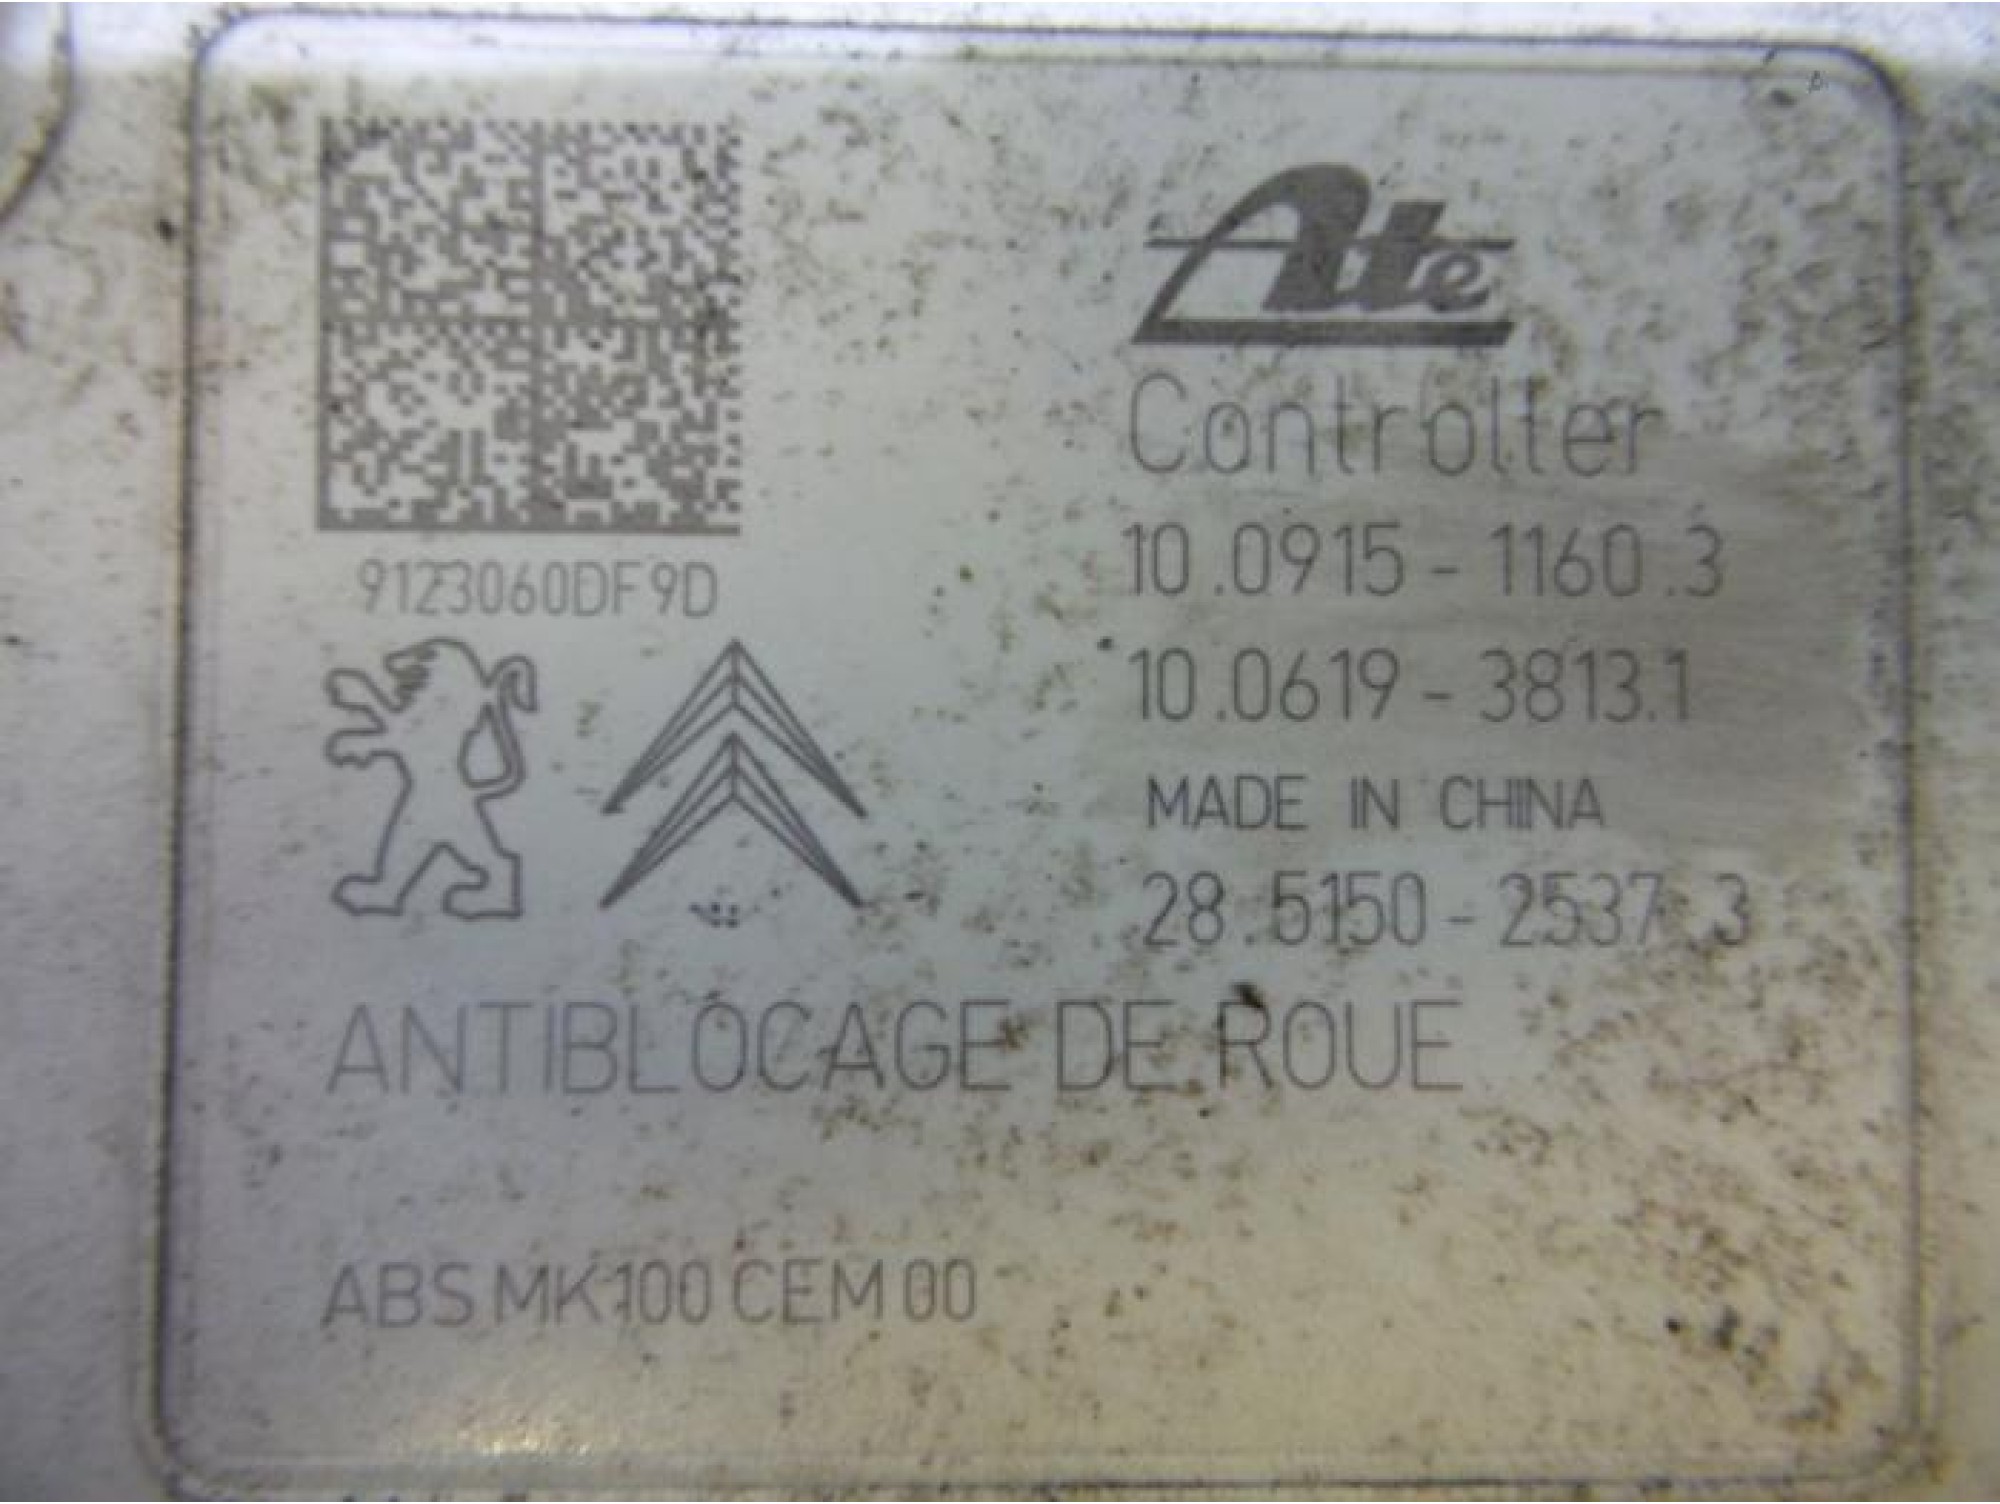 Ate
Controller
10.0915-1160.3
9123060DF9D
10.0619-3813.1
MADE IN CHINA
28.5150-2537.3
ANTIBLOCAGE DE ROUE
ABS MK100 CEM 00